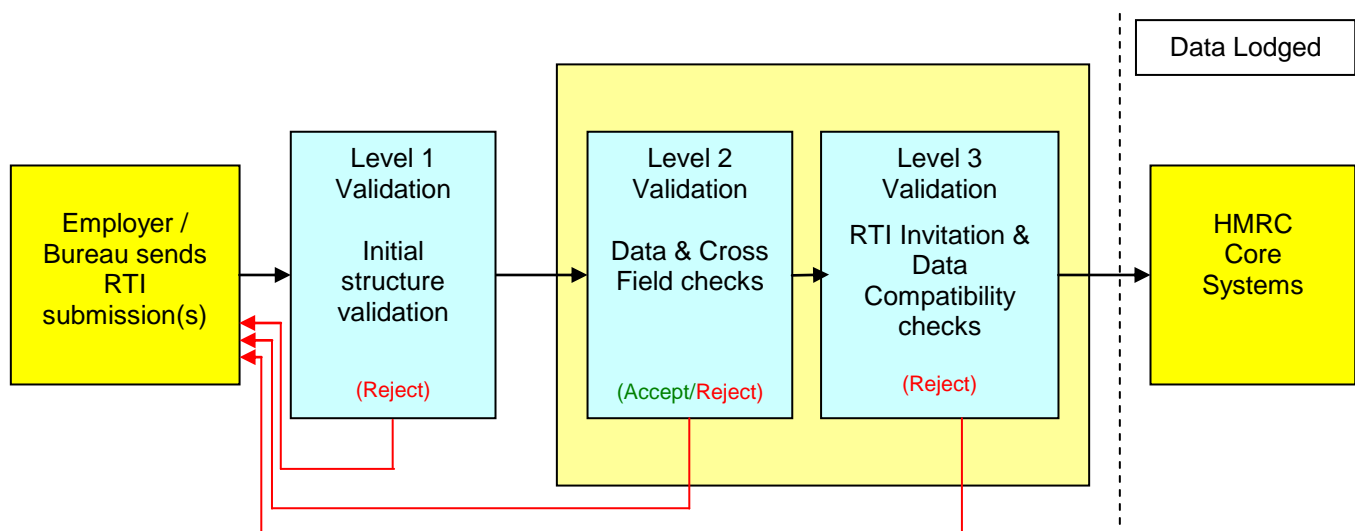 Data Lodged
Employer /
Bureau sends
RTI
submission(s)
Level 1
Validation
Initial
structure
validation
(Reject)
Level 2
Validation
Data & Cross
Field checks
(Accept/Reject)
Level 3
Validation
RTI Invitation &
Data
Compatibility
checks
(Reject)
HMRC
Core
Systems